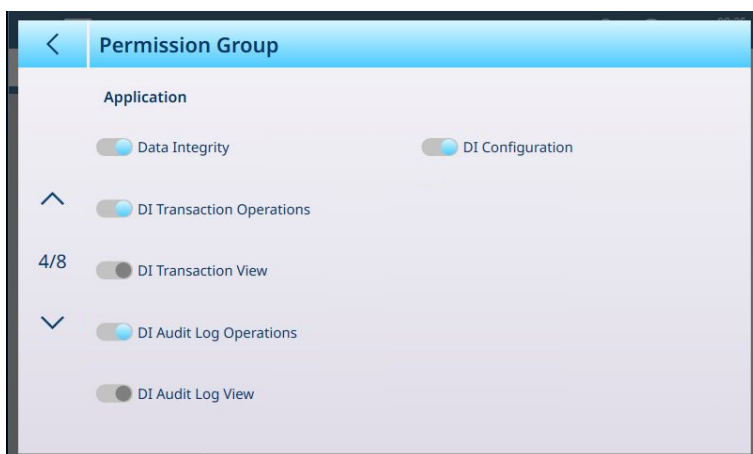 Permission Group
Application
Data Integrity
DI Configuration
DI Transaction Operations
4/8
DI Transaction View
DI Audit Log Operations
DI Audit Log View